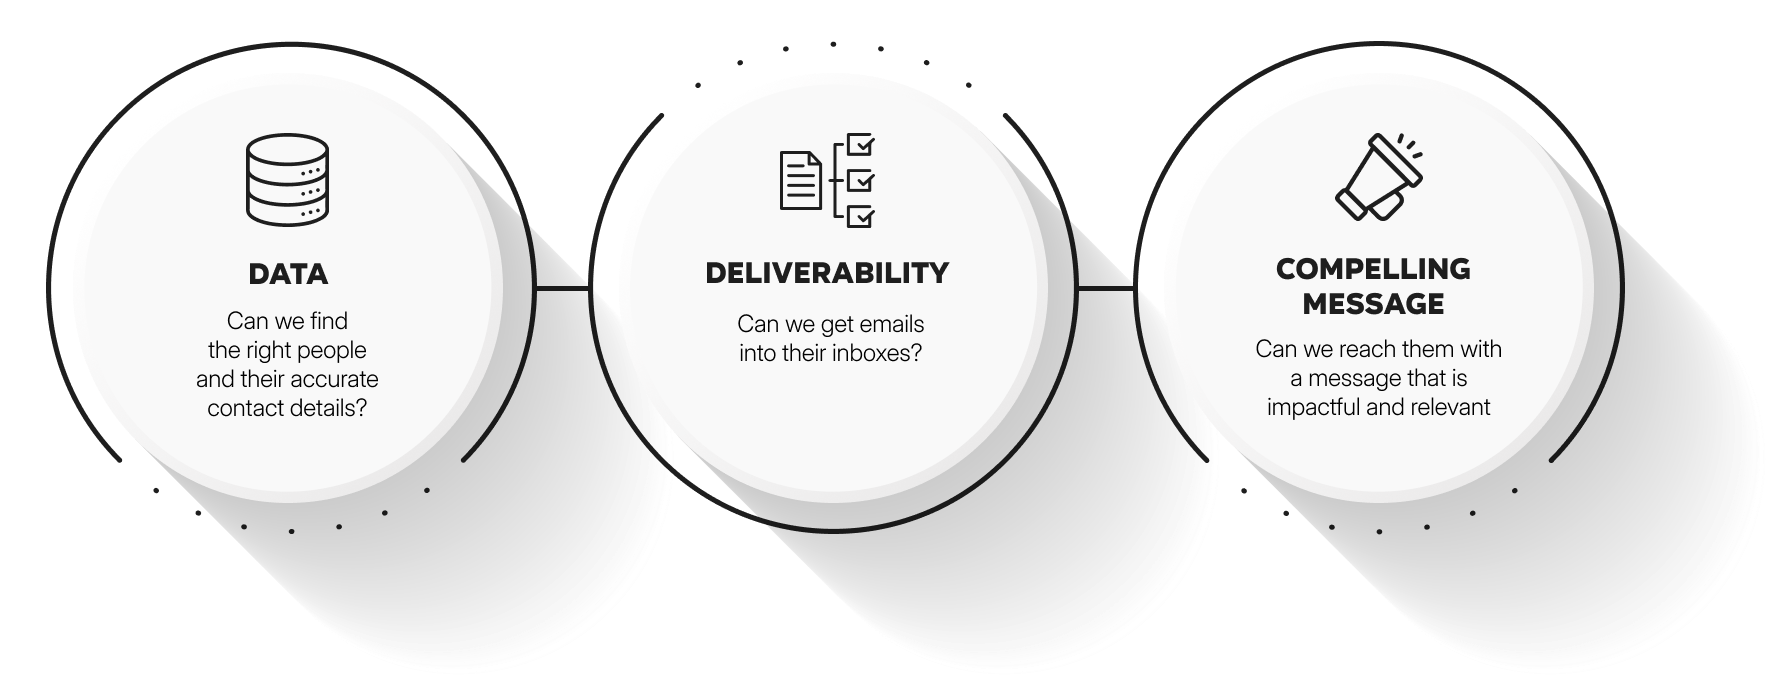 DATA
Can we find
the right people
and their accurate
contact details?
DELIVERABILITY
Can we get emails
into their inboxes?
COMPELLING
MESSAGE
Can we reach them with
a message that is
impactful and relevant